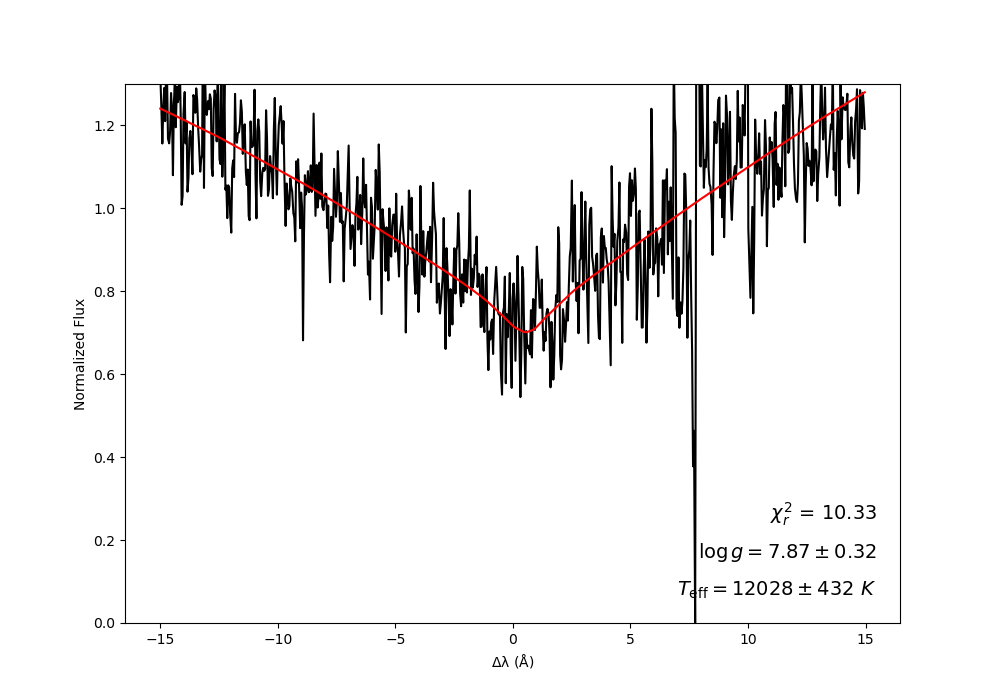 1.2
1.0
0.8
0.6
0.4
0.2
0.0
Normalized Flux
χ²ᵣ = 10.33
log g = 7.87 ± 0.32
T_eff = 12028 ± 432 K
−15 −10 −5 0 5 10 15
Δλ (Å)